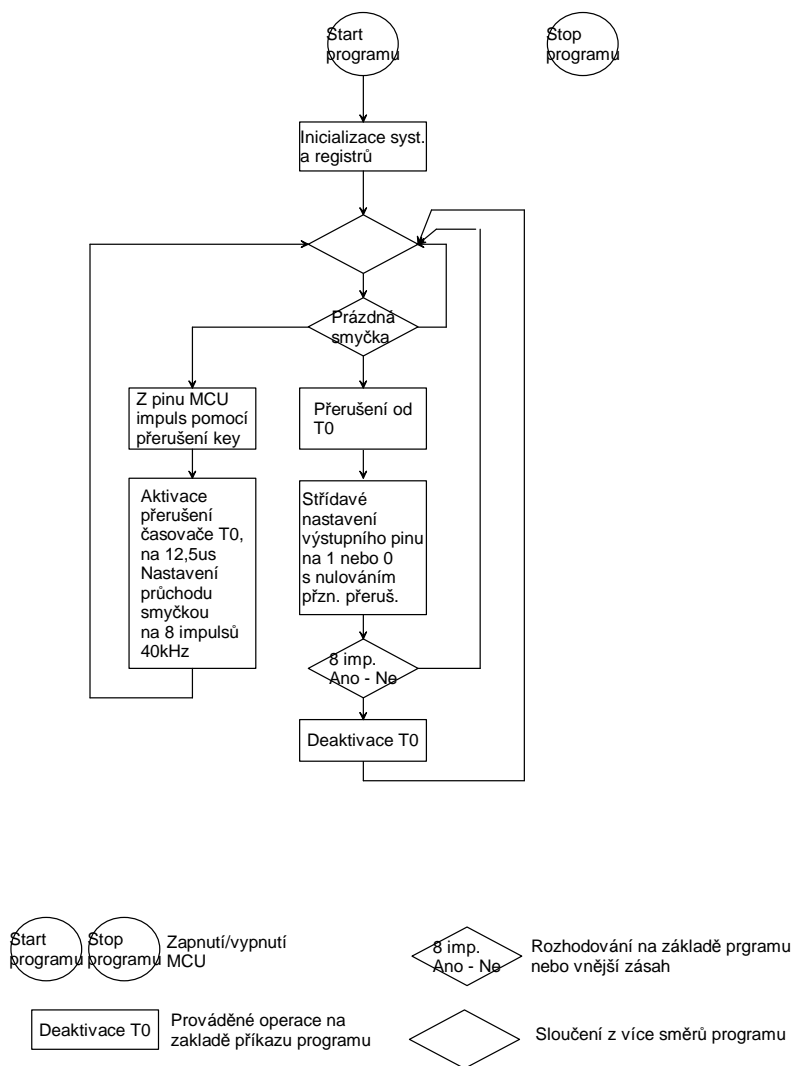 Start
programu
Stop
programu
Inicializace syst.
a registrů
Prázdná
smyčka
Z pinu MCU
impuls pomocí
přerušení key
Přerušení od
T0
Aktivace
přerušení
časovače T0,
na 12,5us
Nastavení
průchodu
smyčkou
na 8 impulsů
40kHz
Střídavé
nastavení
výstupního pinu
na 1 nebo 0
s nulováním
přzn. přeruš.
8 imp.
Ano - Ne
Deaktivace T0
Start
programu
Stop
programu
Zapnutí/vypnutí
MCU
8 imp.
Ano - Ne
Rozhodování na základě prgramu
nebo vnější zásah
Deaktivace T0
Prováděné operace na
zakladě příkazu programu
Sloučení z více směrů programu